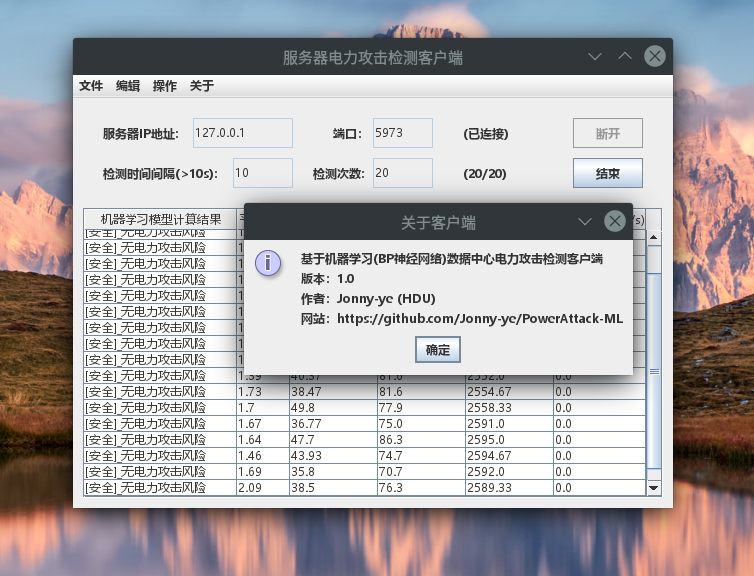 服务器电力攻击检测客户端
文件 编辑 操作 关于
服务器IP地址: 127.0.0.1 端口: 5973 (已连接) 断开
检测时间间隔(>10s): 10 检测次数: 20 (20/20) 结束
机器学习模型计算结果 /s)
[安全]_无电力攻击风险
[安全]_无电力攻击风险
[安全]_无电力攻击风险
[安全]_无电力攻击风险
[安全]_无电力攻击风险
[安全]_无电力攻击风险
[安全]_无电力攻击风险
[安全]_无电力攻击风险
[安全]_无电力攻击风险
[安全]_无电力攻击风险 1.39 40.37 81.6 2552.0 0.0
[安全]_无电力攻击风险 1.73 38.47 81.6 2554.67 0.0
[安全]_无电力攻击风险 1.7 49.8 77.9 2558.33 0.0
[安全]_无电力攻击风险 1.67 36.77 75.0 2591.0 0.0
[安全]_无电力攻击风险 1.64 47.7 86.3 2595.0 0.0
[安全]_无电力攻击风险 1.46 43.93 74.7 2594.67 0.0
[安全]_无电力攻击风险 1.69 35.8 70.7 2592.0 0.0
[安全]_无电力攻击风险 2.09 38.5 76.3 2589.33 0.0
关于客户端
基于机器学习(BP神经网络)数据中心电力攻击检测客户端
版本: 1.0
作者: Jonny-ye (HDU)
网站: https://github.com/Jonny-ye/PowerAttack-ML
确定